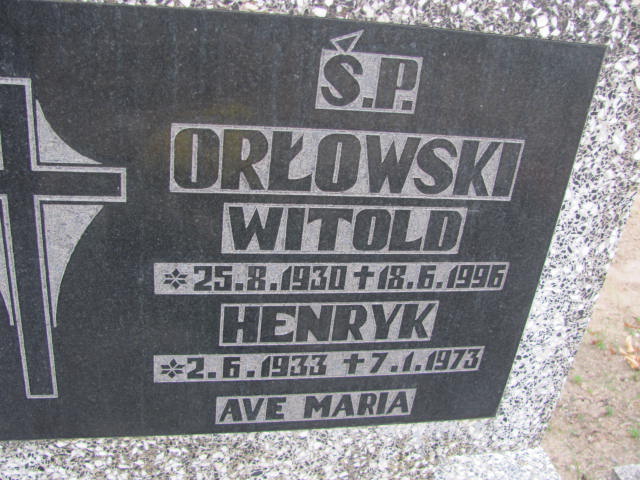 Ś.P.
ORŁOWSKI
WITOLD
* 25.8.1930 ✝ 18.6.1996
HENRYK
* 2.6.1933 ✝ 7.1.1973
AVE MARIA